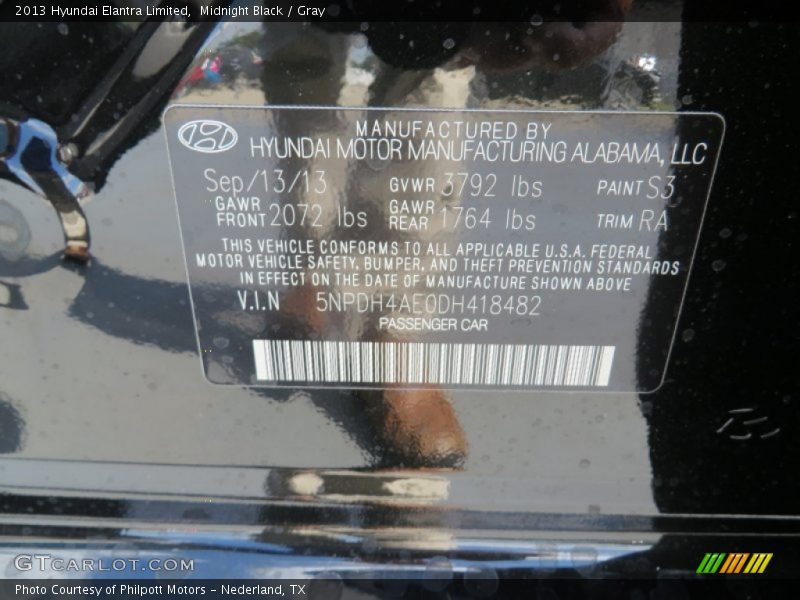 2013 Hyundai Elantra Limited, Midnight Black / Gray
MANUFACTURED BY
HYUNDAI MOTOR MANUFACTURING ALABAMA, LLC
Sep/13/13 GVWR 3792 lbs PAINT S3
GAWR FRONT 2072 lbs GAWR REAR 1764 lbs TRIM RA
THIS VEHICLE CONFORMS TO ALL APPLICABLE U.S.A. FEDERAL
MOTOR VEHICLE SAFETY, BUMPER, AND THEFT PREVENTION STANDARDS
IN EFFECT ON THE DATE OF MANUFACTURE SHOWN ABOVE
V.I.N 5NPDH4AE0DH418482
PASSENGER CAR
GTCARLOT.COM
Photo Courtesy of Philpott Motors - Nederland, TX